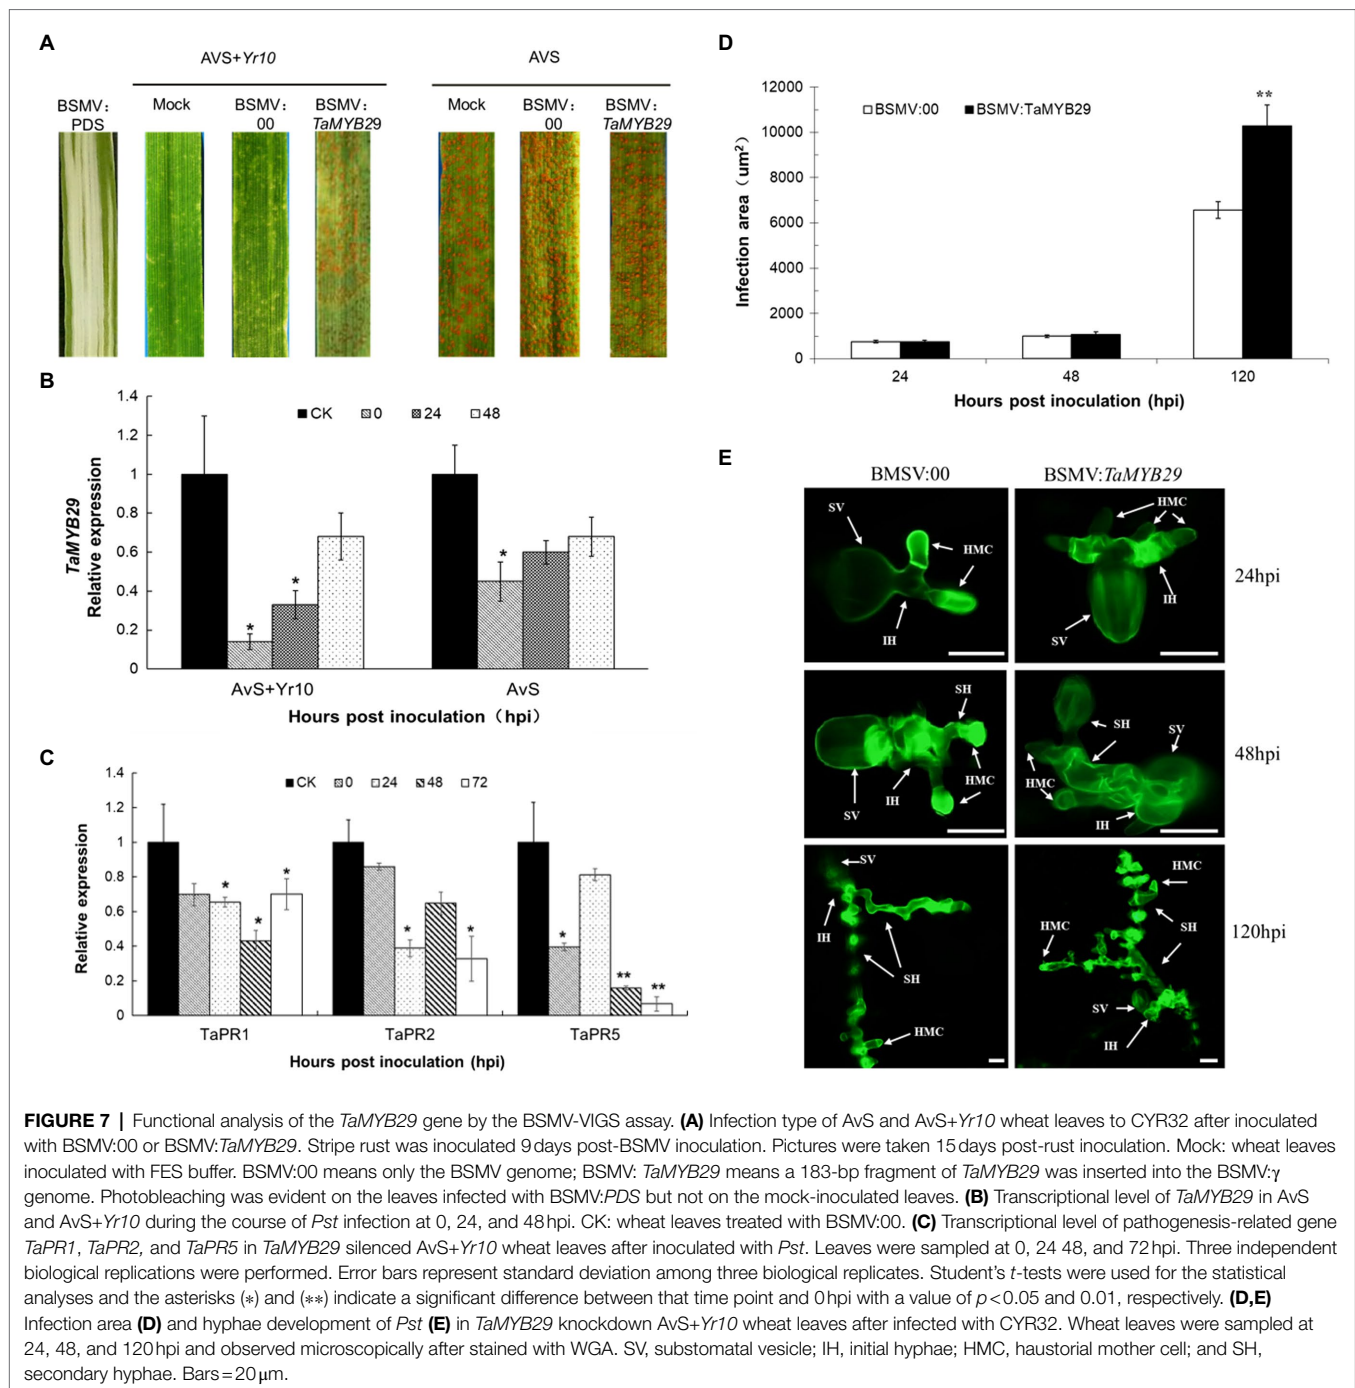 A
AVS+Yr10
AVS
BSMV:
PDS
Mock
BSMV:
00
BSMV:
TaMYB29
Mock
BSMV:
00
BSMV:
TaMYB29
B
TaMYB29
Relative expression
1.4
1.2
1
0.8
0.6
0.4
0.2
0
CK
0
24
48
*
*
*
AvS+Yr10
AvS
Hours post inoculation (hpi)
C
Relative expression
1.4
1.2
1
0.8
0.6
0.4
0.2
0
CK
0
24
48
72
*
*
*
*
*
*
**
**
TaPR1
TaPR2
TaPR5
Hours post inoculation (hpi)
D
Infection area (um²)
12000
10000
8000
6000
4000
2000
0
BSMV:00
BSMV:TaMYB29
**
24
48
120
Hours post inoculation (hpi)
E
BMSV:00
BSMV:TaMYB29
SV
HMC
IH
HMC
IH
SV
24hpi
SH
HMC
IH
SV
SH
SV
HMC
IH
48hpi
SV
IH
SH
HMC
HMC
SH
HMC
SV
IH
120hpi
FIGURE 7 | Functional analysis of the TaMYB29 gene by the BSMV-VIGS assay. (A) Infection type of AvS and AvS+Yr10 wheat leaves to CYR32 after inoculated
with BSMV:00 or BSMV:TaMYB29. Stripe rust was inoculated 9 days post-BSMV inoculation. Pictures were taken 15 days post-rust inoculation. Mock: wheat leaves
inoculated with FES buffer. BSMV:00 means only the BSMV genome; BSMV: TaMYB29 means a 183-bp fragment of TaMYB29 was inserted into the BSMV:γ
genome. Photobleaching was evident on the leaves infected with BSMV:PDS but not on the mock-inoculated leaves. (B) Transcriptional level of TaMYB29 in AvS
and AvS+Yr10 during the course of Pst infection at 0, 24, and 48 hpi. CK: wheat leaves treated with BSMV:00. (C) Transcriptional level of pathogenesis-related gene
TaPR1, TaPR2, and TaPR5 in TaMYB29 silenced AvS+Yr10 wheat leaves after inoculated with Pst. Leaves were sampled at 0, 24 48, and 72 hpi. Three independent
biological replications were performed. Error bars represent standard deviation among three biological replicates. Student's t-tests were used for the statistical
analyses and the asterisks (*) and (**) indicate a significant difference between that time point and 0 hpi with a value of p < 0.05 and 0.01, respectively. (D,E)
Infection area (D) and hyphae development of Pst (E) in TaMYB29 knockdown AvS+Yr10 wheat leaves after infected with CYR32. Wheat leaves were sampled at
24, 48, and 120 hpi and observed microscopically after stained with WGA. SV, substomatal vesicle; IH, initial hyphae; HMC, haustorial mother cell; and SH,
secondary hyphae. Bars = 20 μm.